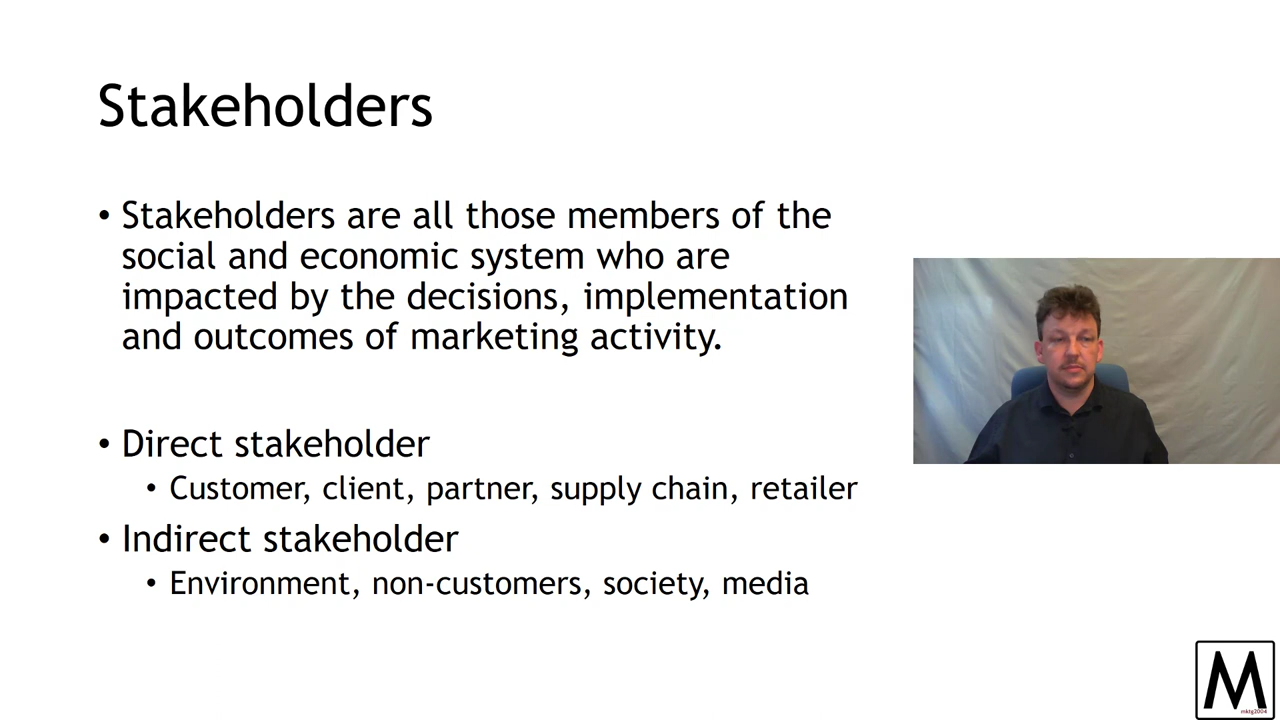 Stakeholders
• Stakeholders are all those members of the
social and economic system who are
impacted by the decisions, implementation
and outcomes of marketing activity.
• Direct stakeholder
• Customer, client, partner, supply chain, retailer
• Indirect stakeholder
• Environment, non-customers, society, media
M
mktg2004